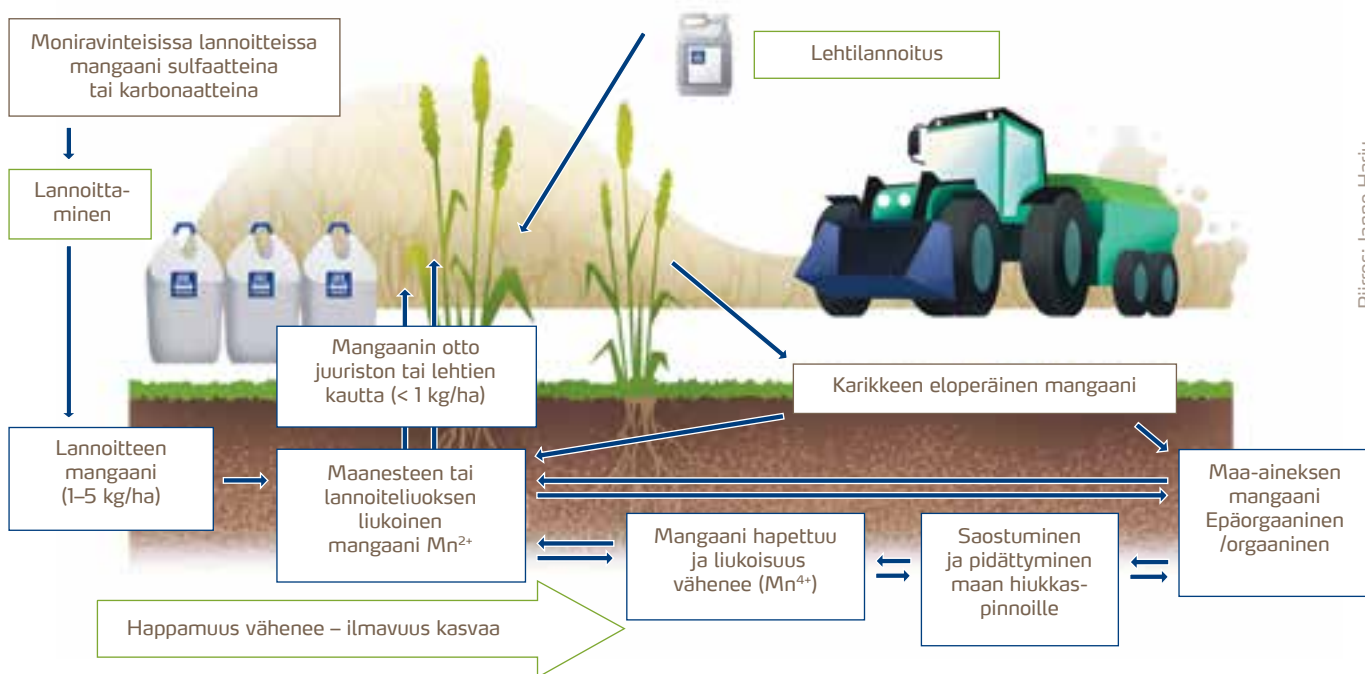 Moniravinteisissa lannoitteissa
mangaani sulfaatteina
tai karbonaatteina
Lehtilannoitus
Lannoitta-
minen
Mangaanin otto
juuriston tai lehtien
kautta (< 1 kg/ha)
Karikkeen eloperäinen mangaani
Lannoitteen
mangaani
(1–5 kg/ha)
Maanesteen tai
lannoiteliuoksen
liukoinen
mangaani Mn²⁺
Mangaani hapettuu
ja liukoisuus
vähenee (Mn⁴⁺)
Saostuminen
ja pidättyminen
maan hiukkas-
pinnoille
Maa-aineksen
mangaani
Epäorgaaninen
/orgaaninen
Happamuus vähenee – ilmavuus kasvaa